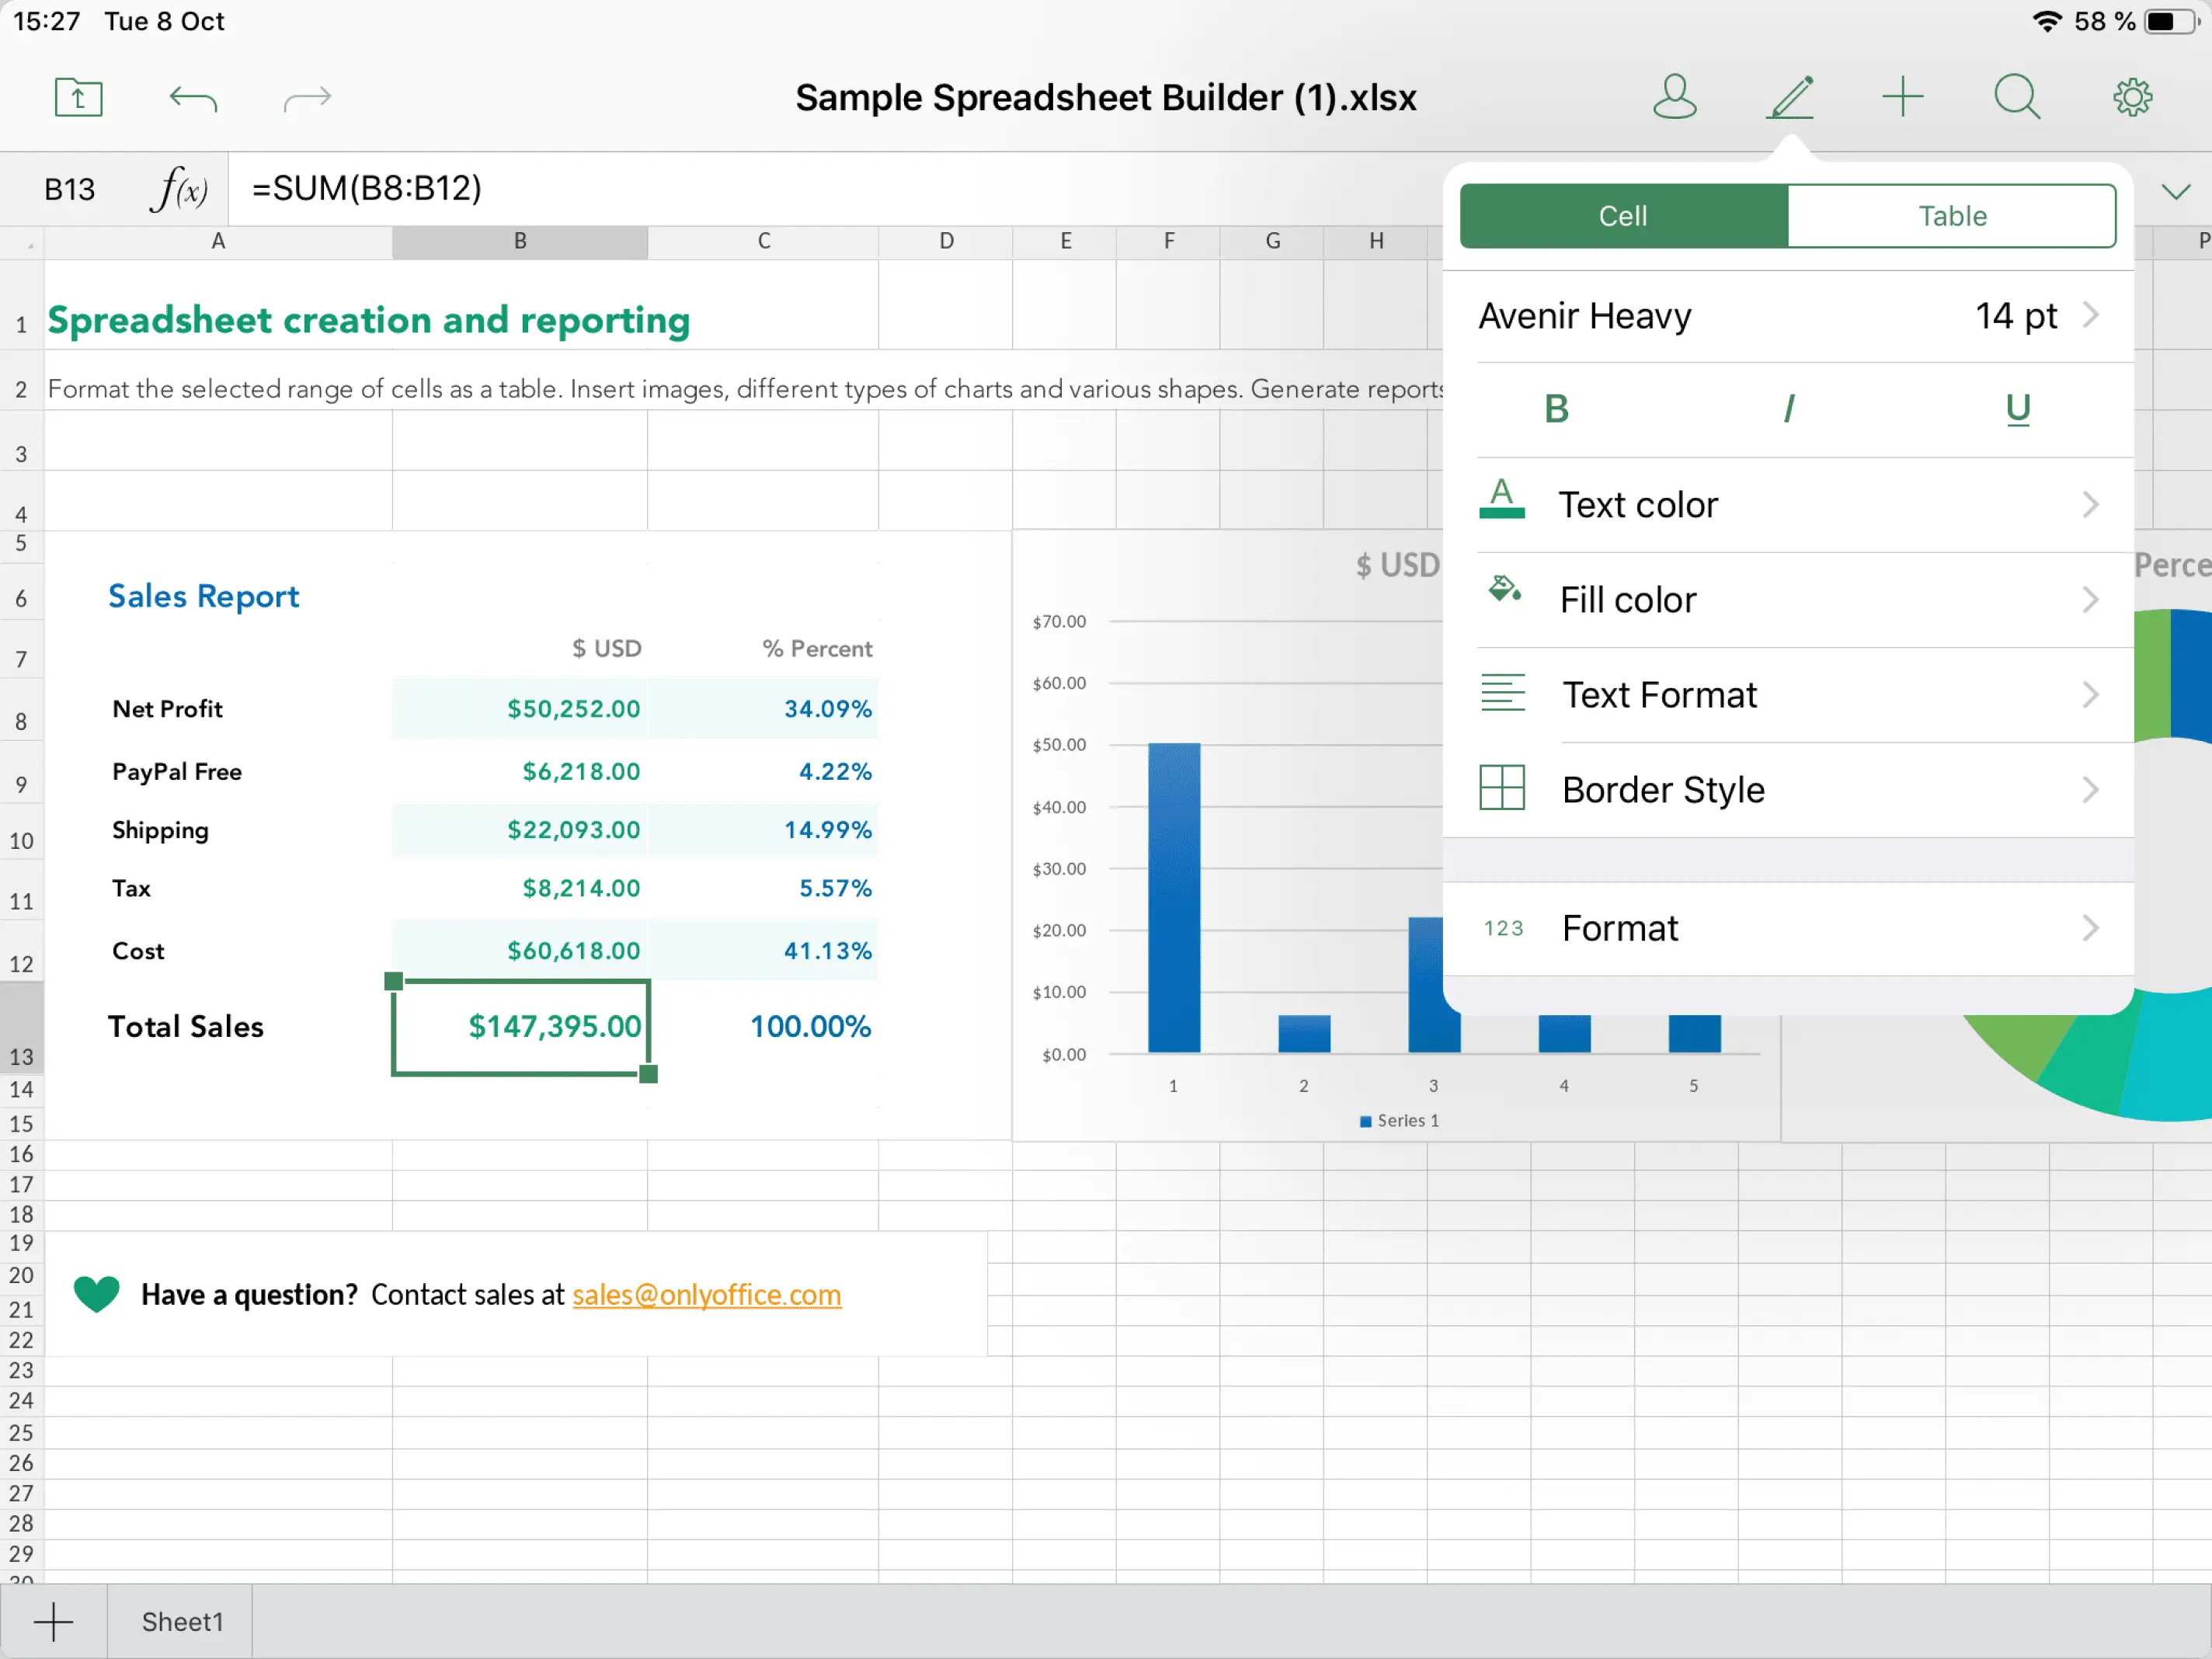 15:27 Tue 8 Oct 58 %
Sample Spreadsheet Builder (1).xlsx
B13 f(x) =SUM(B8:B12)
Cell Table
A B C D E F G H P
1 Spreadsheet creation and reporting
Avenir Heavy 14 pt
2 Format the selected range of cells as a table. Insert images, different types of charts and various shapes. Generate reports
B I U
3
4
A Text color
5
$ USD
Fill color
6 Sales Report
$70.00
7 $ USD % Percent
$60.00
Text Format
8 Net Profit $50,252.00 34.09%
$50.00
9 PayPal Free $6,218.00 4.22%
Border Style
$40.00
10 Shipping $22,093.00 14.99%
$30.00
11 Tax $8,214.00 5.57%
$20.00
123 Format
12 Cost $60,618.00 41.13%
$10.00
13 Total Sales $147,395.00 100.00%
$0.00
14
1 2 3 4 5
15
Series 1
16
17
18
19
20
Have a question? Contact sales at sales@onlyoffice.com
21
22
23
24
25
26
27
28
29
Sheet1